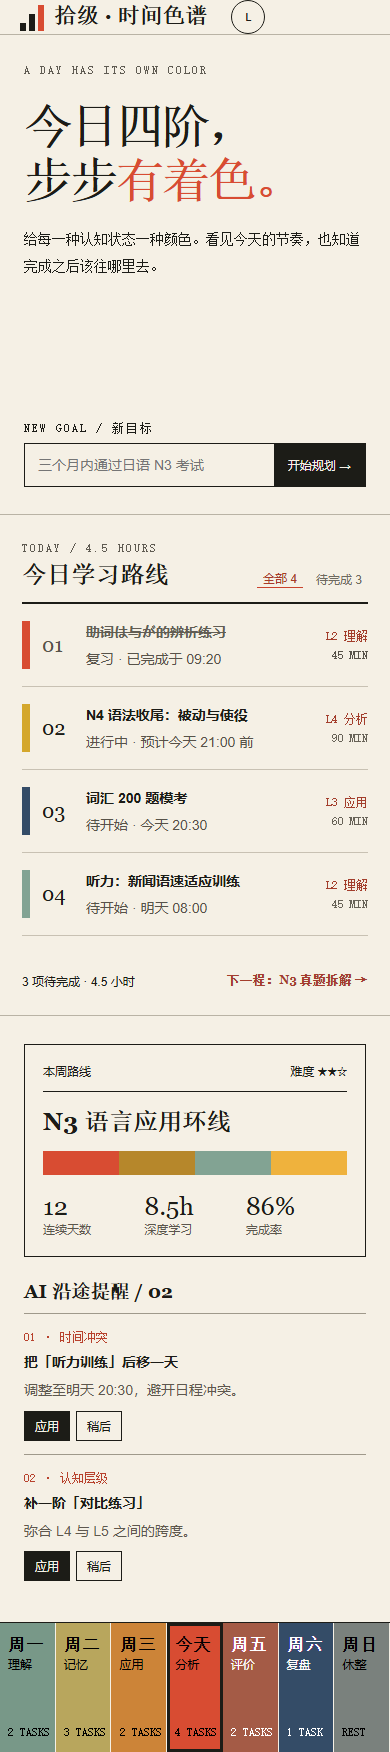 拾级·时间色谱
L
A DAY HAS ITS OWN COLOR
今日四阶，
步步有着色。
给每一种认知状态一种颜色。看见今天的节奏，也知道
完成之后该往哪里去。
NEW GOAL / 新目标
三个月内通过日语 N3 考试
开始规划 →
TODAY / 4.5 HOURS
今日学习路线
全部 4
待完成 3
01
助词は与が的辨析练习
复习 · 已完成于 09:20
L2 理解
45 MIN
02
N4 语法收尾：被动与使役
进行中 · 预计今天 21:00 前
L4 分析
90 MIN
03
词汇 200 题模考
待开始 · 今天 20:30
L3 应用
60 MIN
04
听力：新闻语速适应训练
待开始 · 明天 08:00
L2 理解
45 MIN
3 项待完成 · 4.5 小时
下一程：N3 真题拆解 →
本周路线
难度 ★★☆
N3 语言应用环线
12
连续天数
8.5h
深度学习
86%
完成率
AI 沿途提醒 / 02
01 · 时间冲突
把「听力训练」后移一天
调整至明天 20:30，避开日程冲突。
应用
稍后
02 · 认知层级
补一阶「对比练习」
弥合 L4 与 L5 之间的跨度。
应用
稍后
周一
理解
2 TASKS
周二
记忆
3 TASKS
周三
应用
2 TASKS
今天
分析
4 TASKS
周五
评价
2 TASKS
周六
复盘
1 TASK
周日
休整
REST